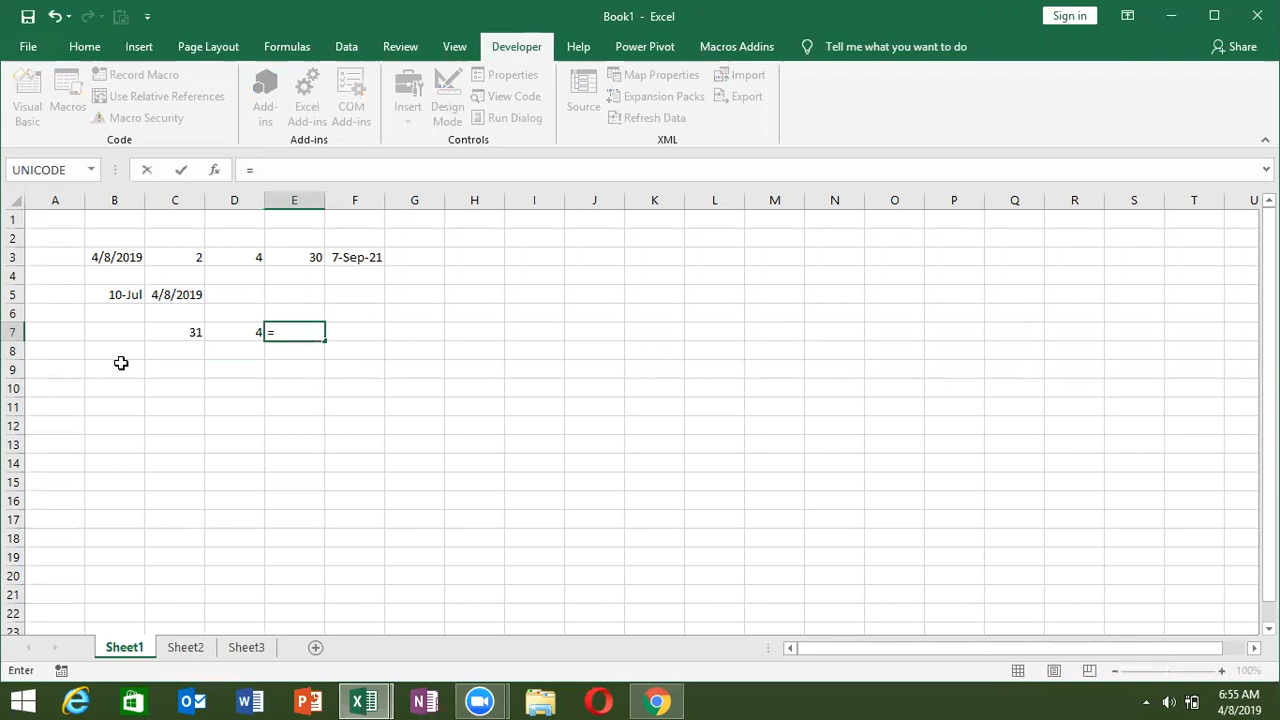 Book1 - Excel
Sign in
File Home Insert Page Layout Formulas Data Review View Developer Help Power Pivot Macros Addins Tell me what you want to do Share
Visual Basic
Macros
Record Macro
Use Relative References
Macro Security
Code
Add-ins
Excel Add-ins
COM Add-ins
Add-ins
Insert
Design Mode
Properties
View Code
Run Dialog
Controls
Source
Map Properties
Expansion Packs
Refresh Data
Import
Export
XML
UNICODE fx =
A B C D E F G H I J K L M N O P Q R S T U
1
2
3 4/8/2019 2 4 30 7-Sep-21
4
5 10-Jul 4/8/2019
6
7 31 4 =
8
9
10
11
12
13
14
15
16
17
18
19
20
21
22
23
Sheet1 Sheet2 Sheet3
Enter 100%
6:55 AM
4/8/2019